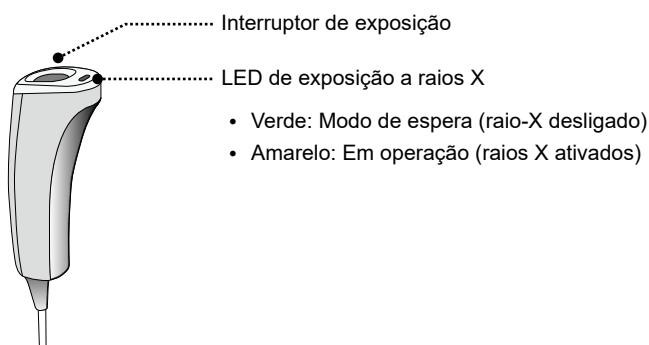 Interruptor de exposição
LED de exposição a raios X
• Verde: Modo de espera (raio-X desligado)
• Amarelo: Em operação (raios X ativados)